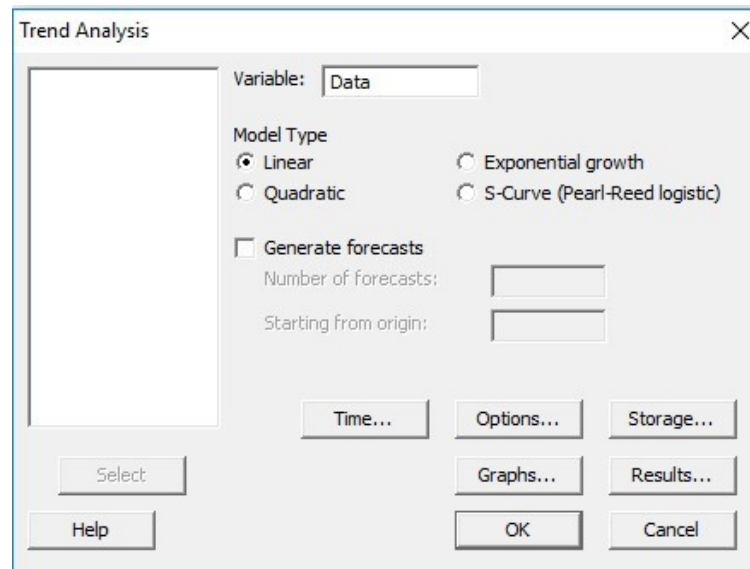 Trend Analysis
Variable: Data
Model Type
Linear Exponential growth
Quadratic S-Curve (Pearl-Reed logistic)
Generate forecasts
Number of forecasts:
Starting from origin:
Time... Options... Storage...
Select Graphs... Results...
Help OK Cancel